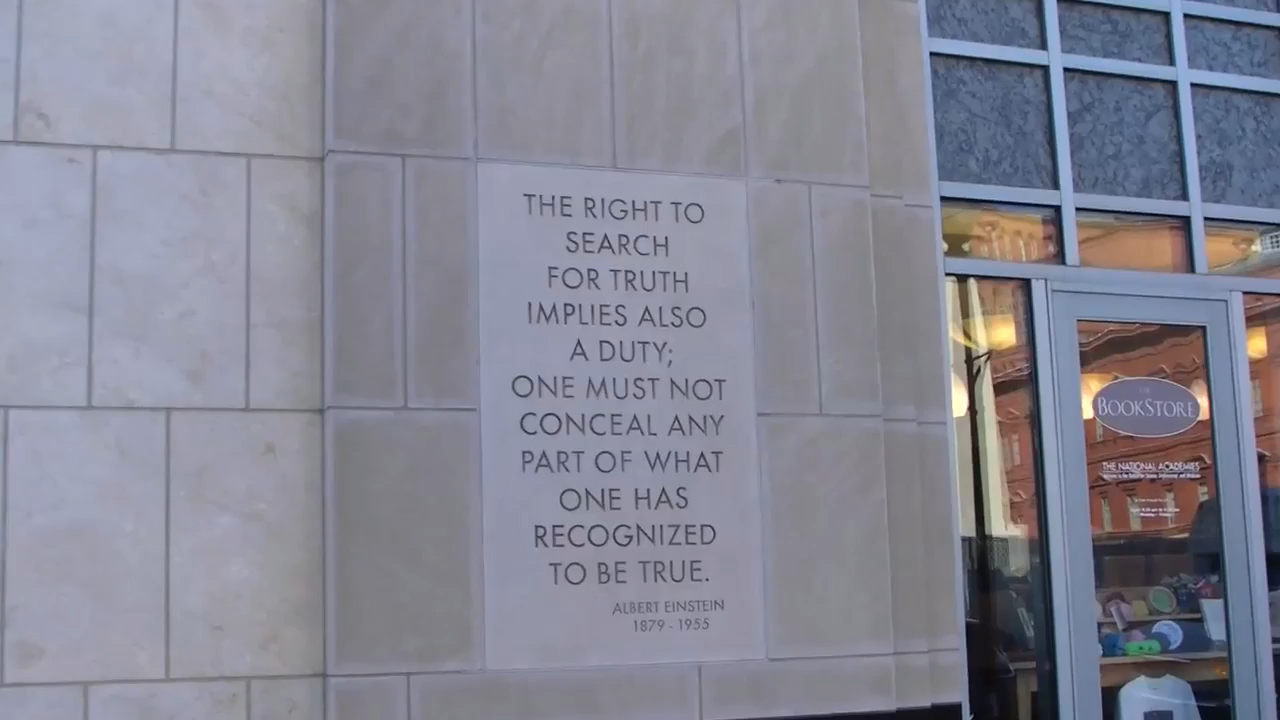 THE RIGHT TO
SEARCH
FOR TRUTH
IMPLIES ALSO
A DUTY;
ONE MUST NOT
CONCEAL ANY
PART OF WHAT
ONE HAS
RECOGNIZED
TO BE TRUE.
ALBERT EINSTEIN
1879 - 1955
BOOKSTORE
THE NATIONAL ACADEMIES